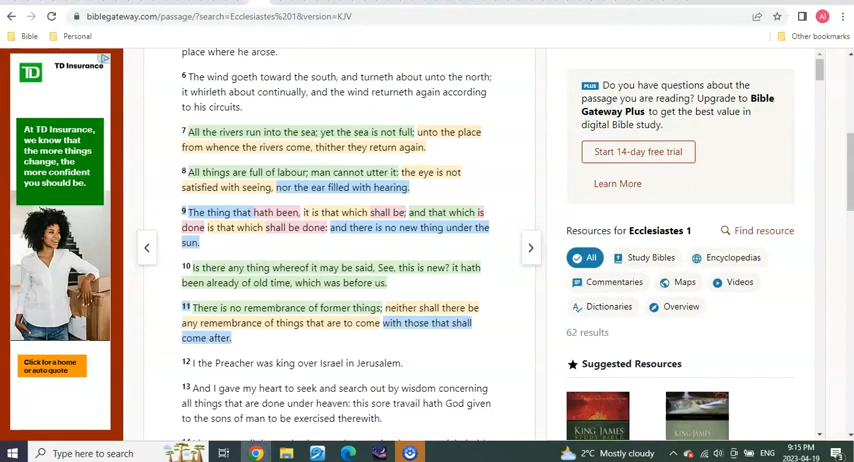 biblegateway.com/passage/?search=Ecclesiastes%201&version=KJV
AI
Bible
Personal
Other bookmarks
TD Insurance
TD
At TD Insurance,
we know that
the more things
change, the
more confident
you should be.
Click for a home
or auto quote
place where he arose.
6 The wind goeth toward the south, and turneth about unto the north;
it whirleth about continually, and the wind returneth again according
to his circuits.
7 All the rivers run into the sea; yet the sea is not full; unto the place
from whence the rivers come, thither they return again.
8 All things are full of labour; man cannot utter it: the eye is not
satisfied with seeing, nor the ear filled with hearing.
9 The thing that hath been, it is that which shall be; and that which is
done is that which shall be done: and there is no new thing under the
sun.
10 Is there any thing whereof it may be said, See, this is new? it hath
been already of old time, which was before us.
11 There is no remembrance of former things; neither shall there be
any remembrance of things that are to come with those that shall
come after.
12 I the Preacher was king over Israel in Jerusalem.
13 And I gave my heart to seek and search out by wisdom concerning
all things that are done under heaven: this sore travail hath God given
to the sons of man to be exercised therewith.
PLUS Do you have questions about the
passage you are reading? Upgrade to Bible
Gateway Plus to get the best value in
digital Bible study.
Start 14-day free trial
Learn More
Resources for Ecclesiastes 1 Find resource
All Study Bibles Encyclopedias
Commentaries Maps Videos
Dictionaries Overview
62 results
Suggested Resources
KING JAMES
STUDY BIBLE
KING JAMES
Type here to search
2°C Mostly cloudy
ENG
9:15 PM
2023-04-19
3